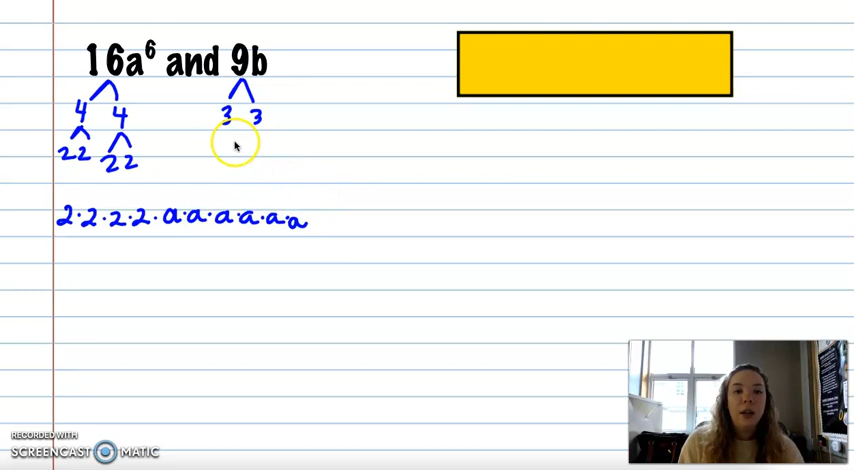 16a⁶ and 9b
4 4 3 3
2 2 2 2
2·2·2·2·a·a·a·a·a·a
RECORDED WITH
SCREENCAST MATIC